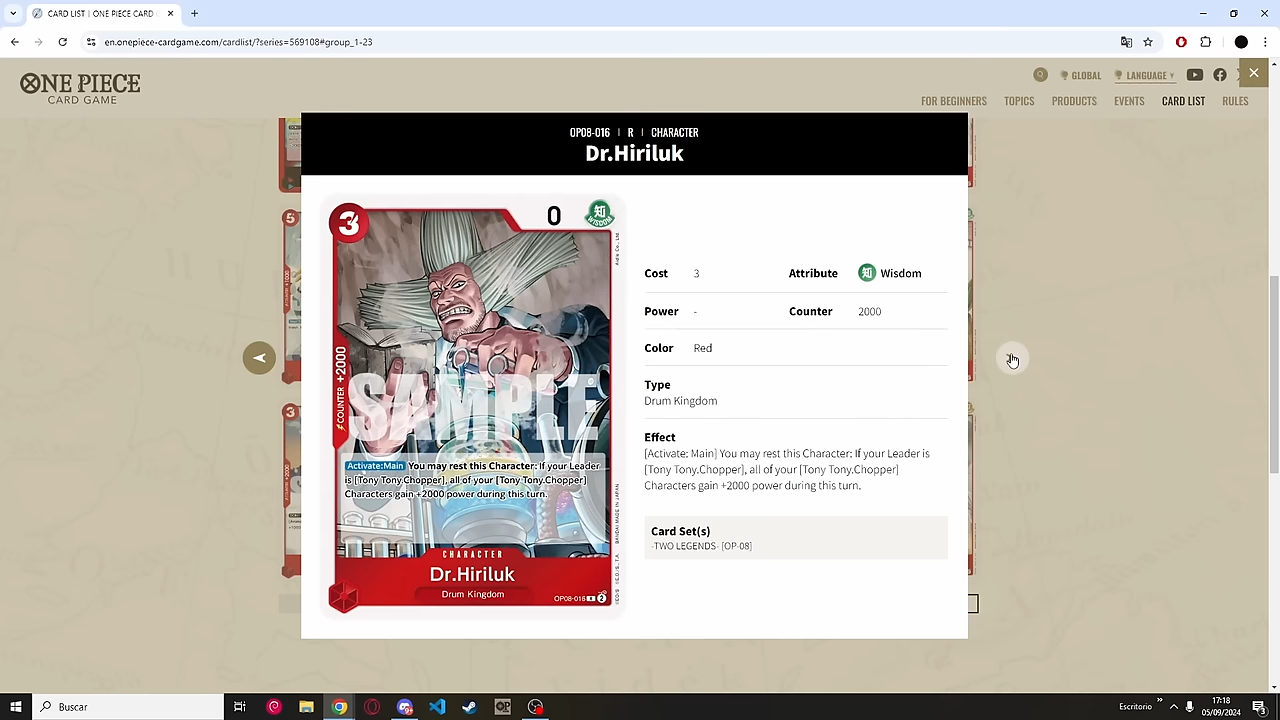 CARD LIST | ONE PIECE CARD G
en.onepiece-cardgame.com/cardlist/?series=569108#group_1-23
ONE PIECE
CARD GAME
GLOBAL
LANGUAGE
FOR BEGINNERS
TOPICS
PRODUCTS
EVENTS
CARD LIST
RULES
OP08-016 | R | CHARACTER
Dr.Hiriluk
3
0
知
WISDOM
COUNTER +2000
SAMPLE
Activate:Main You may rest this Character: If your Leader
is [Tony Tony.Chopper], all of your [Tony Tony.Chopper]
Characters gain +2000 power during this turn.
CHARACTER
Dr.Hiriluk
Drum Kingdom
OP08-016 R 2
Cost 3
Attribute 知 Wisdom
Power -
Counter 2000
Color Red
Type
Drum Kingdom
Effect
[Activate: Main] You may rest this Character: If your Leader is
[Tony Tony.Chopper], all of your [Tony Tony.Chopper]
Characters gain +2000 power during this turn.
Card Set(s)
-TWO LEGENDS- [OP-08]
5
3
Buscar
Escritorio
17:18
05/09/2024